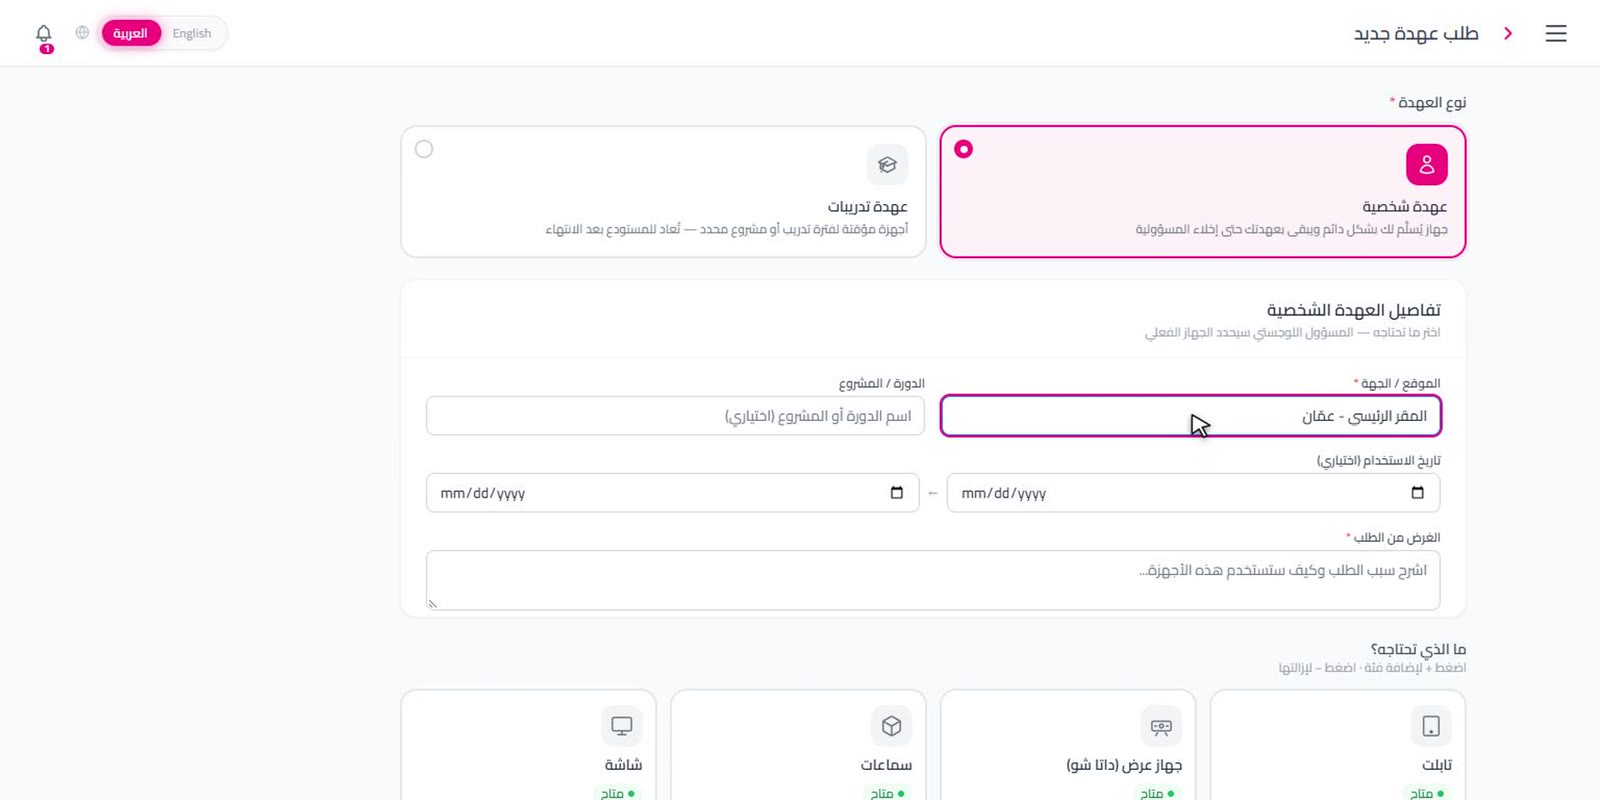 طلب عهدة جديد
English
العربية
1
نوع العهدة *
عهدة شخصية
جهاز يُسلَّم لك بشكل دائم ويبقى بعهدتك حتى إخلاء المسؤولية
عهدة تدريبات
أجهزة مؤقتة لفترة تدريب أو مشروع محدد — تُعاد للمستودع بعد الانتهاء
تفاصيل العهدة الشخصية
اختر ما تحتاجه — المسؤول اللوجستي سيحدد الجهاز الفعلي
الموقع / الجهة *
الدورة / المشروع
المقر الرئيسي - عمّان
اسم الدورة أو المشروع (اختياري)
تاريخ الاستخدام (اختياري)
mm/dd/yyyy
←
mm/dd/yyyy
الغرض من الطلب *
اشرح سبب الطلب وكيف ستستخدم هذه الأجهزة...
ما الذي تحتاجه؟
اضغط + لإضافة فئة · اضغط − لإزالتها
تابلت
متاح
جهاز عرض (داتا شو)
متاح
سماعات
متاح
شاشة
متاح